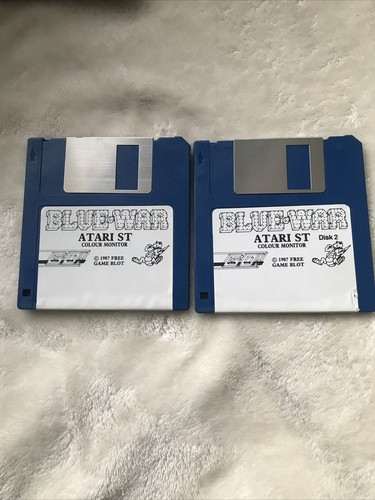 BLUE-WAR
ATARI ST
COLOUR MONITOR
© 1987 FREE
GAME BLOT
BLUE-WAR
ATARI ST Disk 2
COLOUR MONITOR
© 1987 FREE
GAME BLOT